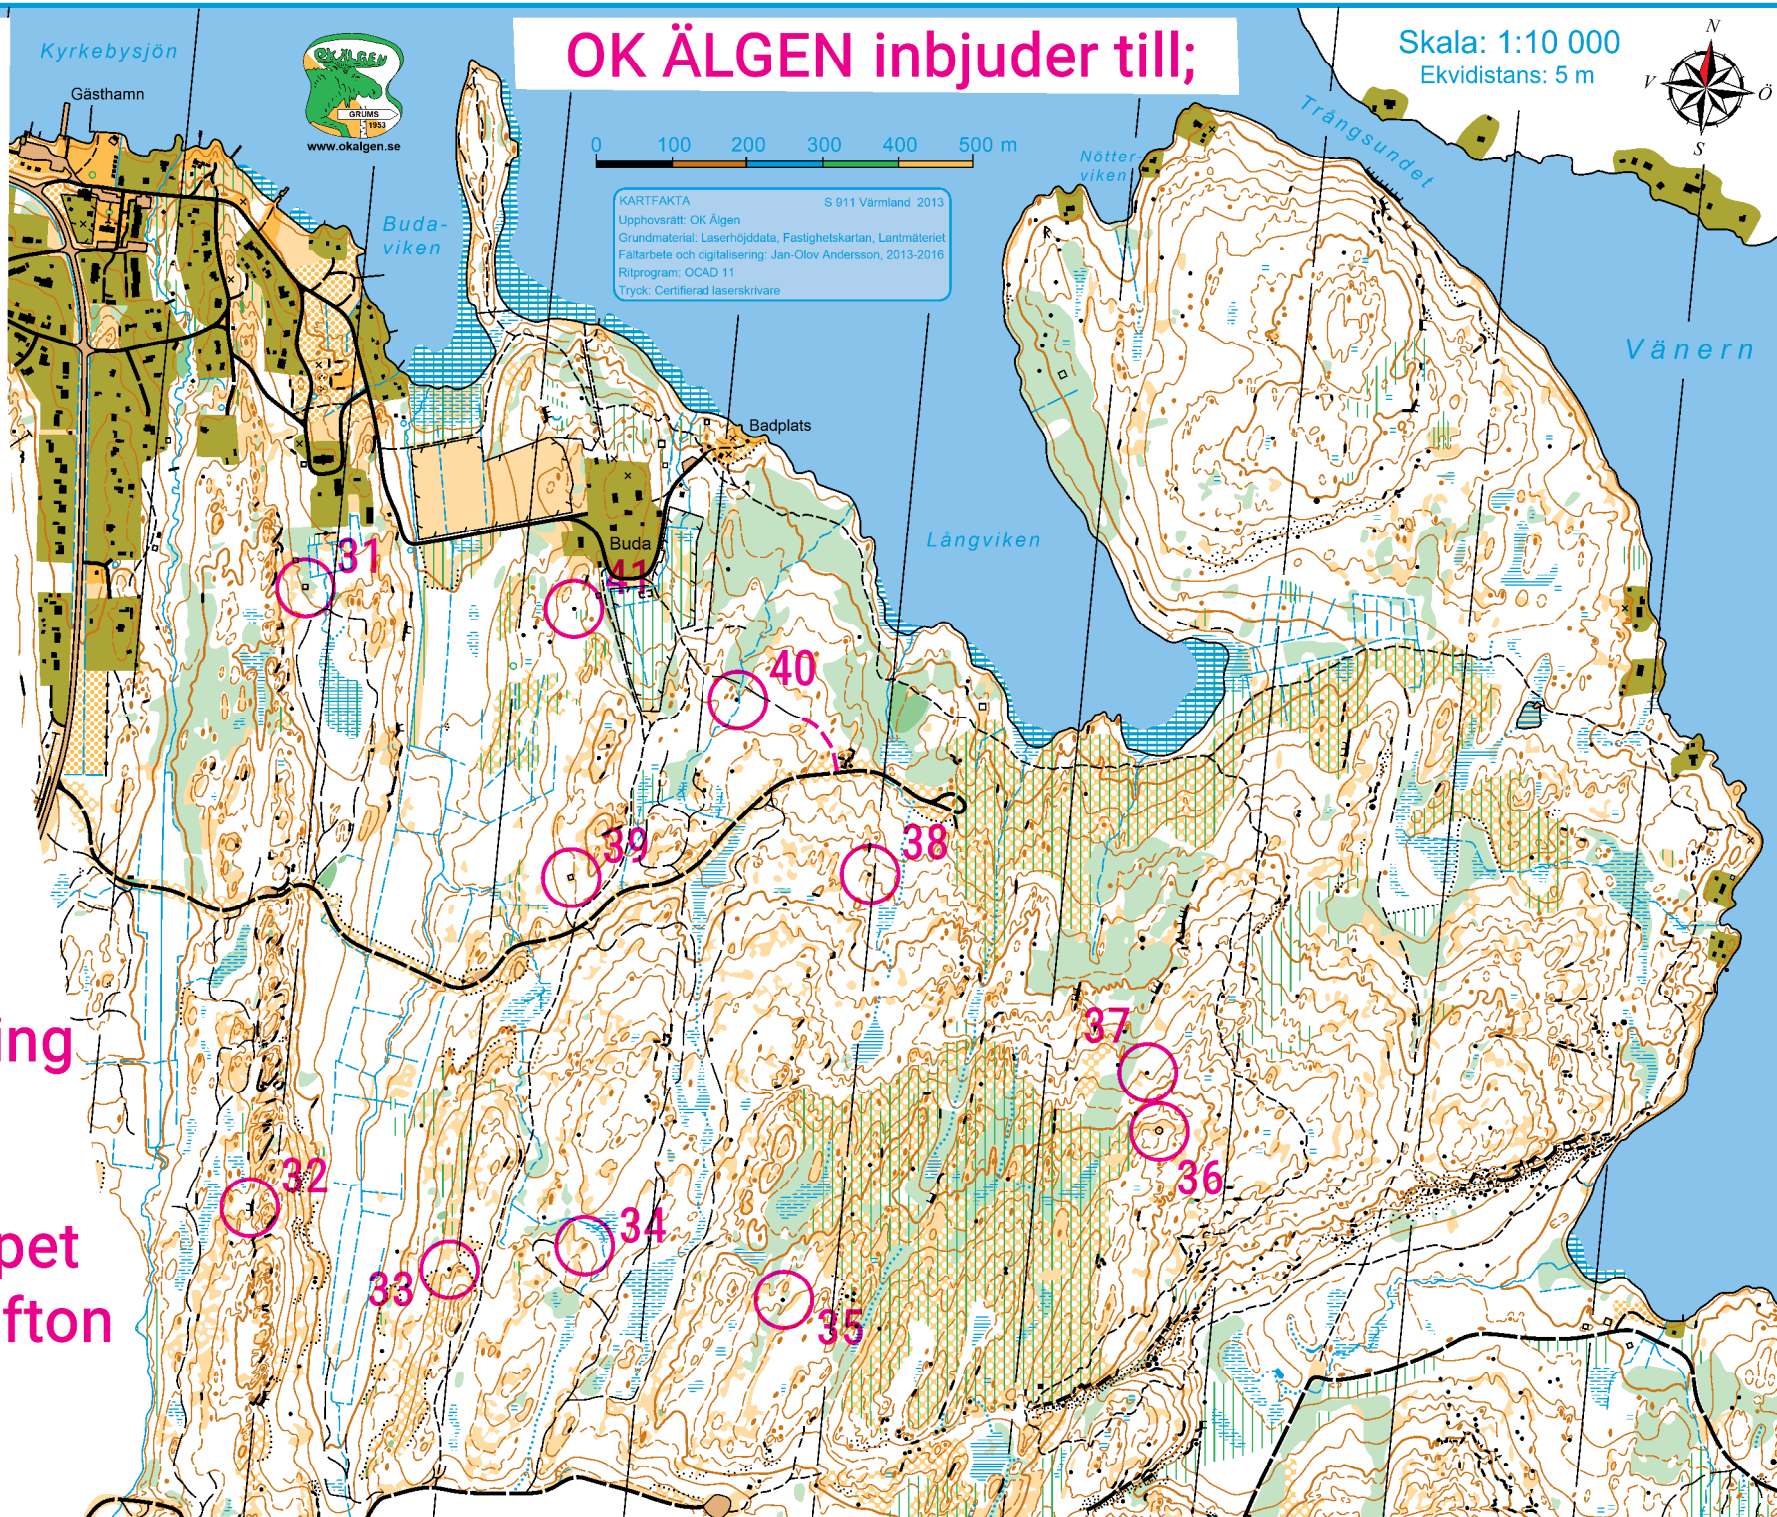 OK ÄLGEN inbjuder till;
Skala: 1:10 000
Ekvidistans: 5 m
N
V
Ö
S
Kyrkebysjön
Gästhamn
OK ÄLGEN
GRUMS
1953
www.okalgen.se
0 100 200 300 400 500 m
KARTFAKTA S 911 Värmland 2013
Upphovsrätt: OK Älgen
Grundmaterial: Laserhöjddata, Fastighetskartan, Lantmäteriet
Fältarbete och digitalisering: Jan-Olov Andersson, 2013-2016
Ritprogram: OCAD 11
Tryck: Certifierad laserskrivare
Trångsundet
Nötter-
viken
Buda-
viken
Vänern
Badplats
Långviken
Buda
31
41
40
39
38
37
36
32
34
33
35
ing
pet
fton